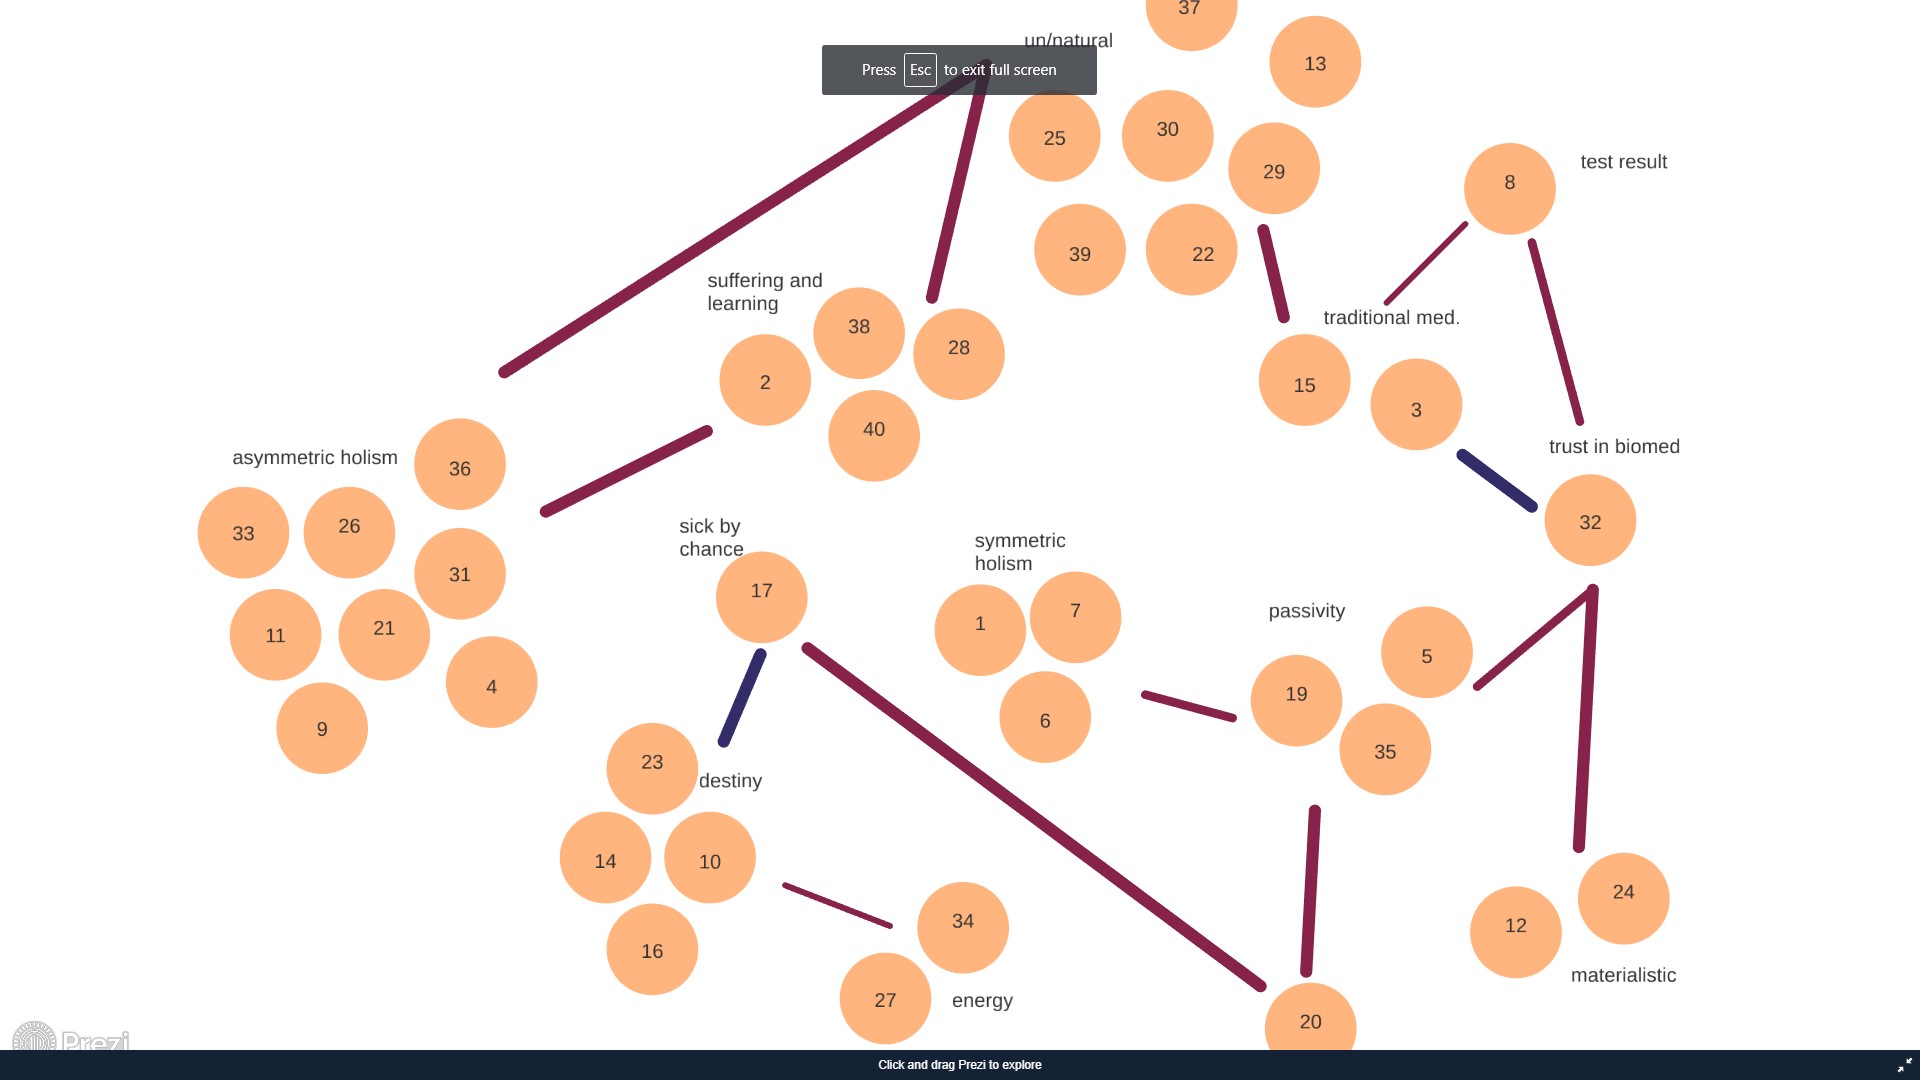 37
un/natural
13
Press Esc to exit full screen
25
30
29
8
test result
39
22
suffering and
learning
38
28
2
40
traditional med.
15
3
trust in biomed
32
asymmetric holism
36
33
26
31
11
21
4
9
sick by
chance
17
symmetric
holism
1
7
6
passivity
5
19
35
23
destiny
14
10
16
34
27
energy
20
12
24
materialistic
Prezi
Click and drag Prezi to explore